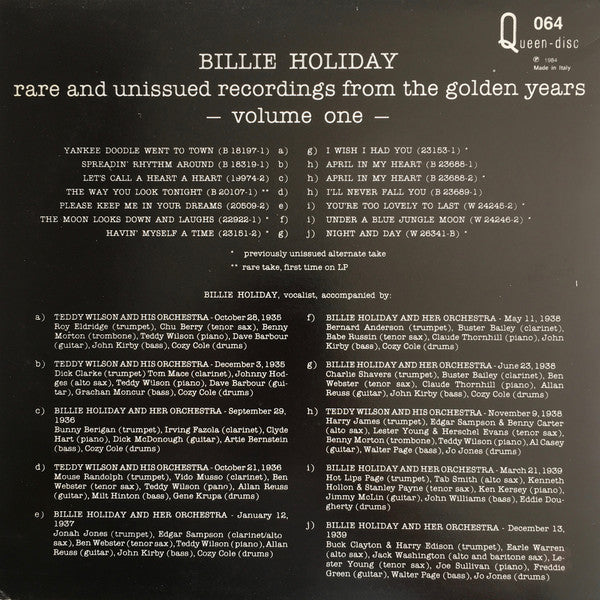 Queen-disc 064
℗ 1984
Made in Italy
BILLIE HOLIDAY
rare and unissued recordings from the golden years
– volume one –
YANKEE DOODLE WENT TO TOWN (B 18197-1) a)
SPREADIN' RHYTHM AROUND (B 18319-1) b)
LET'S CALL A HEART A HEART (19974-2) c)
THE WAY YOU LOOK TONIGHT (B 20107-1) ** d)
PLEASE KEEP ME IN YOUR DREAMS (20509-2) e)
THE MOON LOOKS DOWN AND LAUGHS (22922-1) * f)
HAVIN' MYSELF A TIME (23151-2) * g)
g) I WISH I HAD YOU (23153-1) *
h) APRIL IN MY HEART (B 23688-1)
h) APRIL IN MY HEART (B 23688-2) *
h) I'LL NEVER FALL YOU (B 23689-1)
i) YOU'RE TOO LOVELY TO LAST (W 24245-2) *
i) UNDER A BLUE JUNGLE MOON (W 24246-2) *
j) NIGHT AND DAY (W 26341-B) *
* previously unissued alternate take
** rare take, first time on LP
BILLIE HOLIDAY, vocalist, accompanied by:
a) TEDDY WILSON AND HIS ORCHESTRA - October 28, 1935
Roy Eldridge (trumpet), Chu Berry (tenor sax), Benny
Morton (trombone), Teddy Wilson (piano), Dave Barbour
(guitar), John Kirby (bass), Cozy Cole (drums)
b) TEDDY WILSON AND HIS ORCHESTRA - December 3, 1935
Dick Clarke (trumpet) Tom Mace (clarinet), Johnny Hod-
ges (alto sax), Teddy Wilson (piano), Dave Barbour (gui-
tar), Grachan Moncur (bass), Cozy Cole (drums)
c) BILLIE HOLIDAY AND HER ORCHESTRA - September 29,
1936
Bunny Berigan (trumpet), Irving Fazola (clarinet), Clyde
Hart (piano), Dick McDonough (guitar), Artie Bernstein
(bass), Cozy Cole (drums)
d) TEDDY WILSON AND HIS ORCHESTRA - October 21, 1936
Mouse Randolph (trumpet), Vido Musso (clarinet), Ben
Webster (tenor sax), Teddy Wilson (piano), Allan Reuss
(guitar), Milt Hinton (bass), Gene Krupa (drums)
e) BILLIE HOLIDAY AND HER ORCHESTRA - January 12,
1937
Jonah Jones (trumpet), Edgar Sampson (clarinet/alto
sax), Ben Webster (tenor sax), Teddy Wilson (piano), Allan
Reuss (guitar), John Kirby (bass), Cozy Cole (drums)
f) BILLIE HOLIDAY AND HER ORCHESTRA - May 11, 1938
Bernard Anderson (trumpet), Buster Bailey (clarinet),
Babe Russin (tenor sax), Claude Thornhill (piano), John
Kirby (bass), Cozy Cole (drums)
g) BILLIE HOLIDAY AND HER ORCHESTRA - June 23, 1938
Charlie Shavers (trumpet), Buster Bailey (clarinet), Ben
Webster (tenor sax), Claude Thornhill (piano), Allan
Reuss (guitar), John Kirby (bass), Cozy Cole (drums)
h) TEDDY WILSON AND HIS ORCHESTRA - November 9, 1938
Harry James (trumpet), Edgar Sampson & Benny Carter
(alto sax), Lester Young & Herschel Evans (tenor sax),
Benny Morton (trombone), Teddy Wilson (piano), Al Casey
(guitar), Walter Page (bass), Jo Jones (drums)
i) BILLIE HOLIDAY AND HER ORCHESTRA - March 21, 1939
Hot Lips Page (trumpet), Tab Smith (alto sax), Kenneth
Hollon & Stanley Payne (tenor sax), Ken Kersey (piano),
Jimmy McLin (guitar), John Williams (bass), Eddie Dou-
gherty (drums)
j) BILLIE HOLIDAY AND HER ORCHESTRA - December 13,
1939
Buck Clayton & Harry Edison (trumpet), Earle Warren
(alto sax), Jack Washington (alto and baritone sax), Le-
ster Young (tenor sax), Joe Sullivan (piano), Freddie
Green (guitar), Walter Page (bass), Jo Jones (drums)